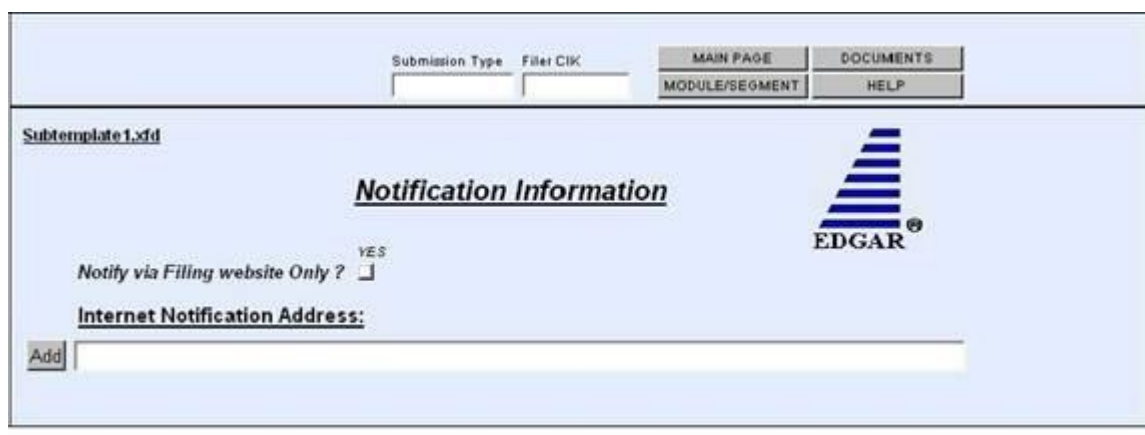 Submission Type Filer CIK MAIN PAGE DOCUMENTS
MODULE/SEGMENT HELP
Subtemplate1.xfd
Notification Information
EDGAR®
YES
Notify via Filing website Only ?
Internet Notification Address:
Add